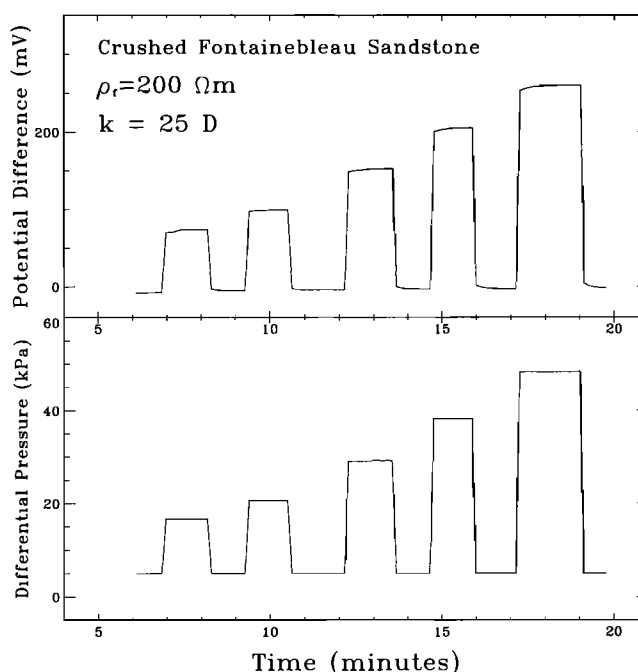 Crushed Fontainebleau Sandstone
ρᵣ=200 Ωm
k = 25 D
Potential Difference (mV)
200
0
5
10
15
20
Differential Pressure (kPa)
60
40
20
0
5
10
15
20
Time (minutes)